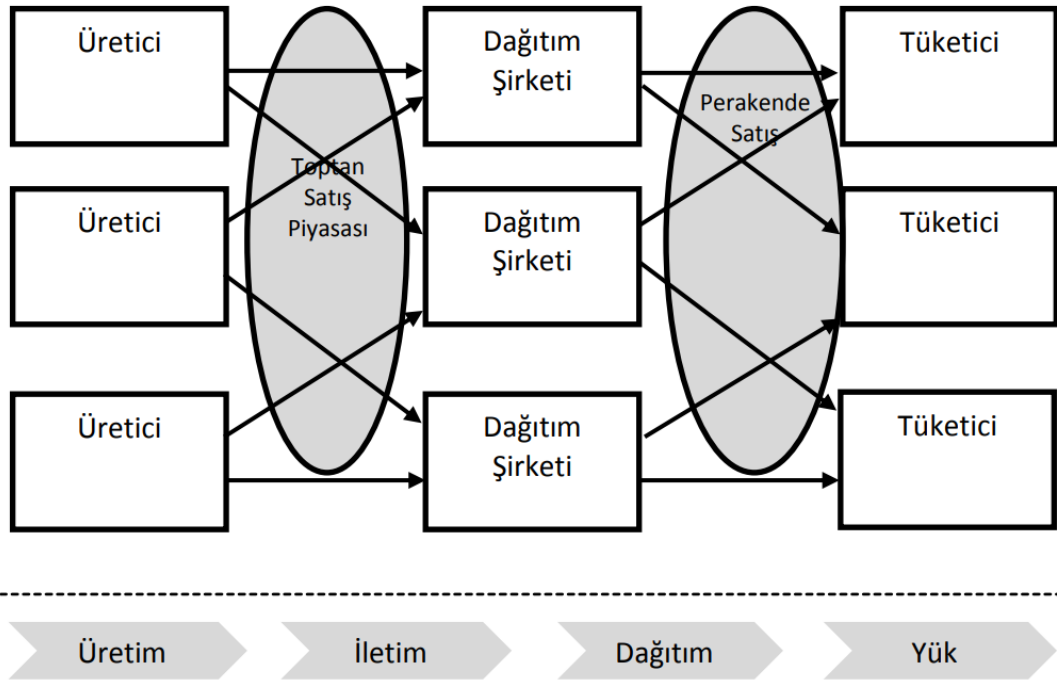 Üretici
Dağıtım
Şirketi
Tüketici
Toptan
Satış
Piyasası
Perakende
Satış
Üretici
Dağıtım
Şirketi
Tüketici
Üretici
Dağıtım
Şirketi
Tüketici
Üretim
İletim
Dağıtım
Yük